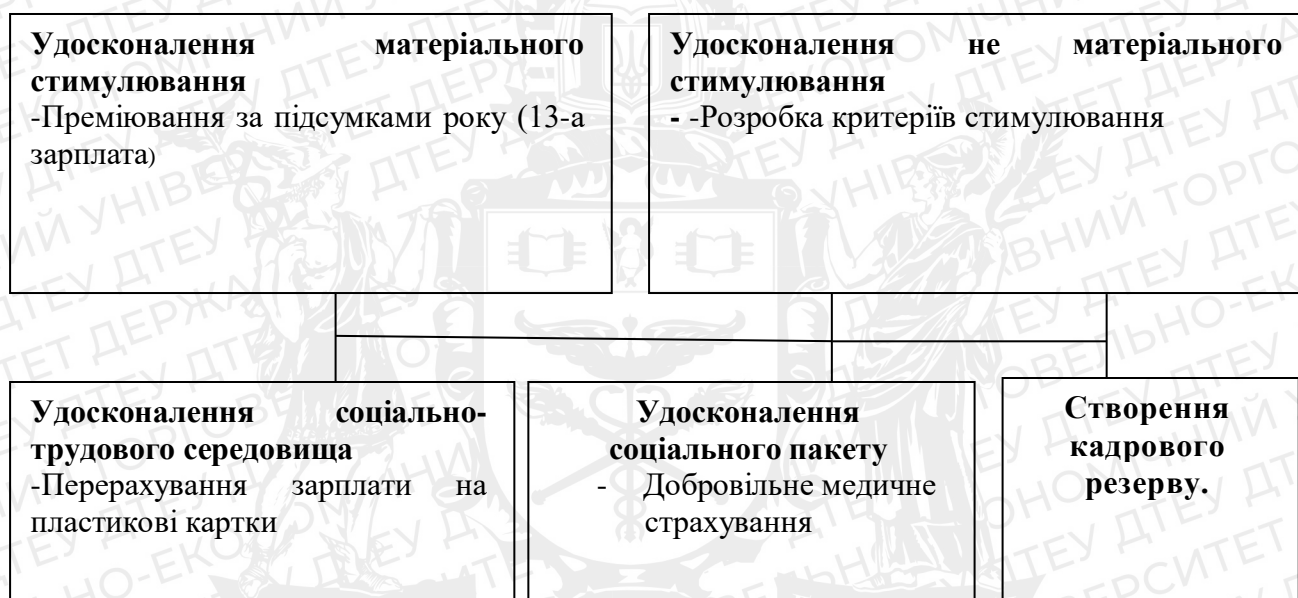 Удосконалення матеріального
стимулювання
-Преміювання за підсумками року (13-а
зарплата)
Удосконалення не матеріального
стимулювання
- -Розробка критеріїв стимулювання
Удосконалення соціально-
трудового середовища
-Перерахування зарплати на
пластикові картки
Удосконалення
соціального пакету
- Добровільне медичне
страхування
Створення
кадрового
резерву.